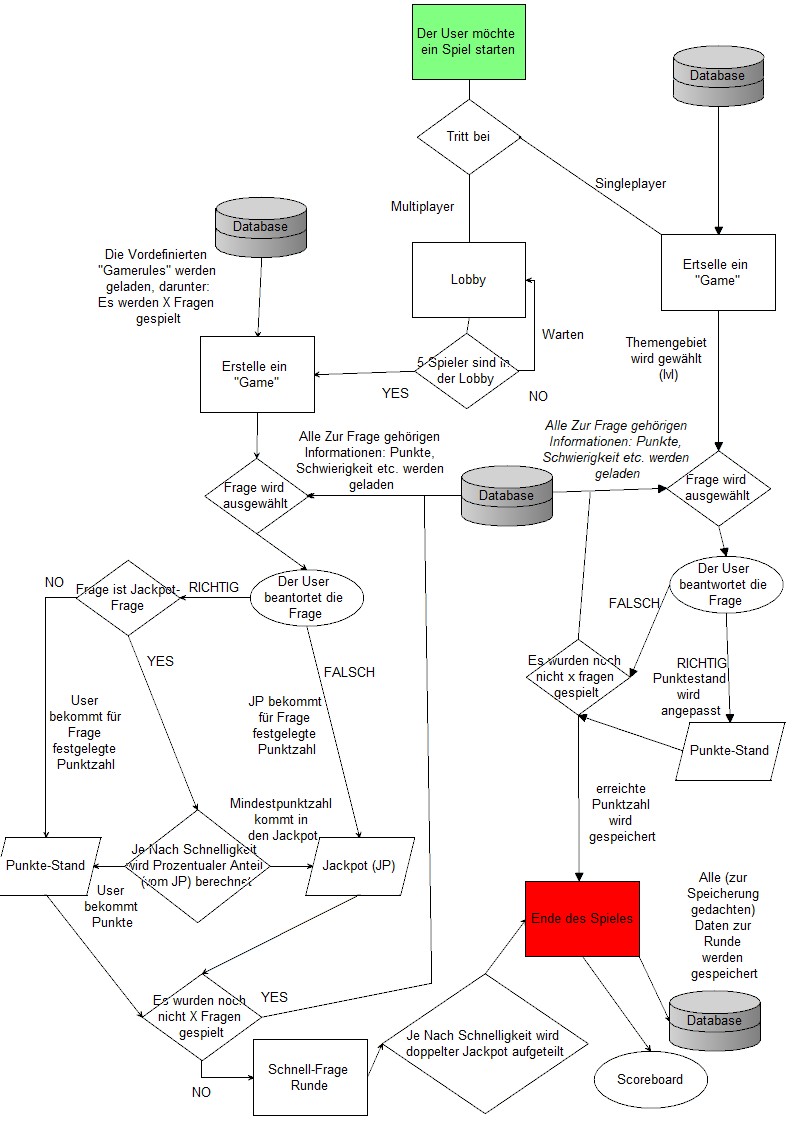 Der User möchte
ein Spiel starten
Database
Tritt bei
Singleplayer
Multiplayer
Database
Die Vordefinierten
"Gamerules" werden
geladen, darunter:
Es werden X Fragen
gespielt
Lobby
Ertselle ein
"Game"
Warten
Themengebiet
wird gewählt
(lvl)
Erstelle ein
"Game"
5 Spieler sind in
der Lobby
YES
NO
Alle Zur Frage gehörigen
Informationen: Punkte,
Schwierigkeit etc. werden
geladen
Alle Zur Frage gehörigen
Informationen: Punkte,
Schwierigkeit etc. werden
geladen
Frage wird
ausgewählt
Database
Frage wird
ausgewählt
NO
Frage ist Jackpot-
Frage
RICHTIG
Der User
beantortet die
Frage
Der User
beantwortet die
Frage
FALSCH
YES
FALSCH
Es wurden noch
nicht x fragen
gespielt
RICHTIG
Punktestand
wird
angepasst
User
bekommt für
Frage
festgelegte
Punktzahl
JP bekommt
für Frage
festgelegte
Punktzahl
Punkte-Stand
erreichte
Punktzahl
wird
gespeichert
Mindestpunktzahl
kommt in
den Jackpot
Punkte-Stand
Je Nach Schnelligkeit
wird Prozentualer Anteil
(vom JP) berechnet
Jackpot (JP)
User
bekommt
Punkte
Ende des Spieles
Alle (zur
Speicherung
gedachten)
Daten zur
Runde
werden
gespeichert
Es wurden noch
nicht X Fragen
gespielt
YES
Database
NO
Schnell-Frage
Runde
Je Nach Schnelligkeit wird
doppelter Jackpot aufgeteilt
Scoreboard